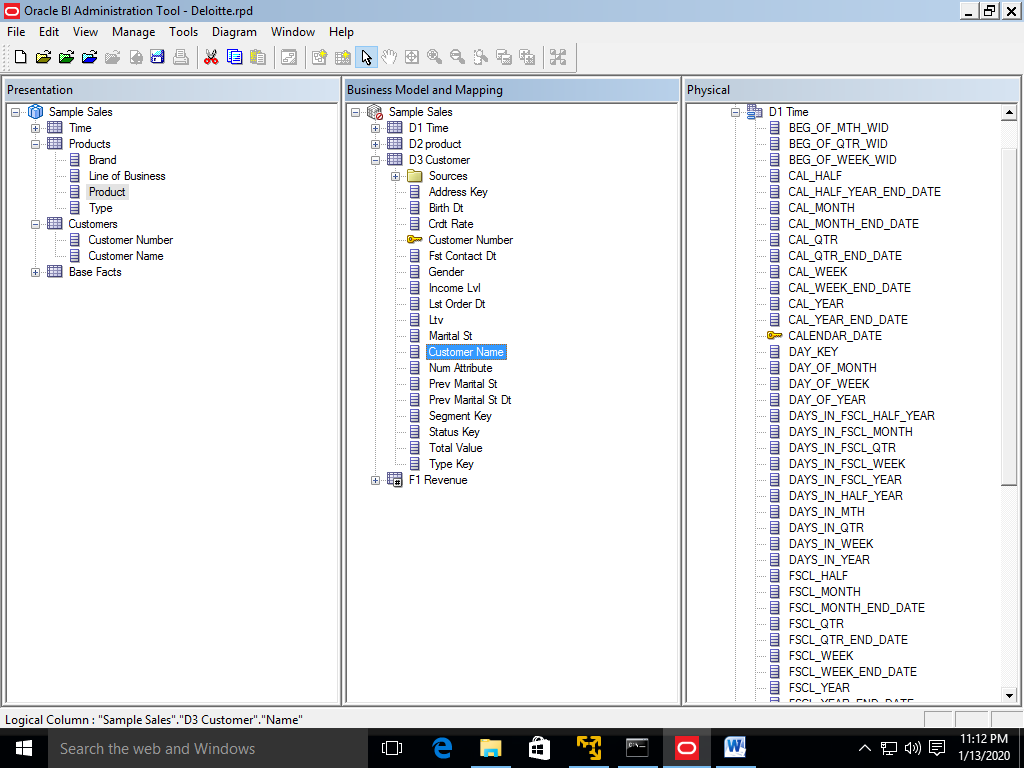 Oracle BI Administration Tool - Deloitte.rpd
File Edit View Manage Tools Diagram Window Help
Presentation
Sample Sales
Time
Products
Brand
Line of Business
Product
Type
Customers
Customer Number
Customer Name
Base Facts
Business Model and Mapping
Sample Sales
D1 Time
D2 product
D3 Customer
Sources
Address Key
Birth Dt
Crdt Rate
Customer Number
Fst Contact Dt
Gender
Income Lvl
Lst Order Dt
Ltv
Marital St
Customer Name
Num Attribute
Prev Marital St
Prev Marital St Dt
Segment Key
Status Key
Total Value
Type Key
F1 Revenue
Physical
D1 Time
BEG_OF_MTH_WID
BEG_OF_QTR_WID
BEG_OF_WEEK_WID
CAL_HALF
CAL_HALF_YEAR_END_DATE
CAL_MONTH
CAL_MONTH_END_DATE
CAL_QTR
CAL_QTR_END_DATE
CAL_WEEK
CAL_WEEK_END_DATE
CAL_YEAR
CAL_YEAR_END_DATE
CALENDAR_DATE
DAY_KEY
DAY_OF_MONTH
DAY_OF_WEEK
DAY_OF_YEAR
DAYS_IN_FSCL_HALF_YEAR
DAYS_IN_FSCL_MONTH
DAYS_IN_FSCL_QTR
DAYS_IN_FSCL_WEEK
DAYS_IN_FSCL_YEAR
DAYS_IN_HALF_YEAR
DAYS_IN_MTH
DAYS_IN_QTR
DAYS_IN_WEEK
DAYS_IN_YEAR
FSCL_HALF
FSCL_MONTH
FSCL_MONTH_END_DATE
FSCL_QTR
FSCL_QTR_END_DATE
FSCL_WEEK
FSCL_WEEK_END_DATE
FSCL_YEAR
FSCL_YEAR_END_DATE
Logical Column : "Sample Sales"."D3 Customer"."Name"
Search the web and Windows
11:12 PM
1/13/2020